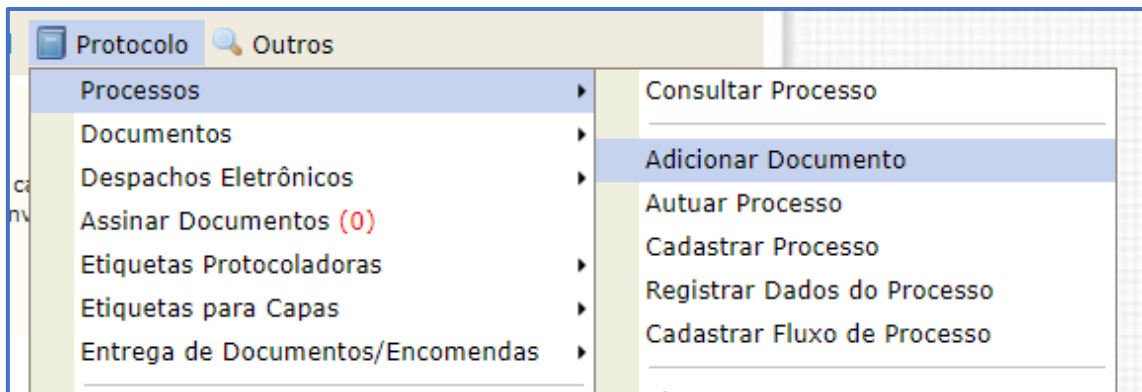 Protocolo Outros
Processos
Documentos
Despachos Eletrônicos
Assinar Documentos (0)
Etiquetas Protocoladoras
Etiquetas para Capas
Entrega de Documentos/Encomendas
Consultar Processo
Adicionar Documento
Autuar Processo
Cadastrar Processo
Registrar Dados do Processo
Cadastrar Fluxo de Processo